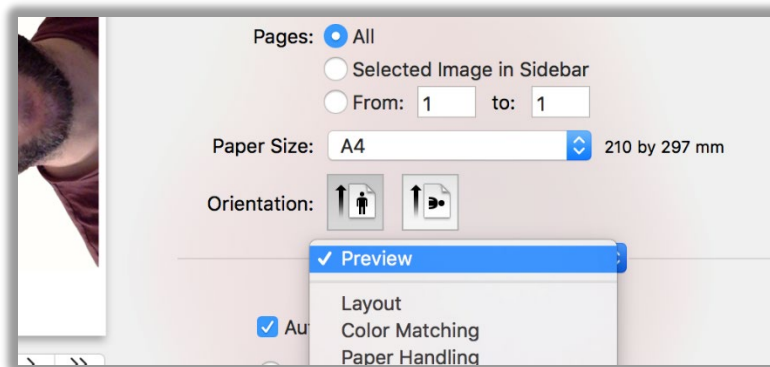 Pages: All
Selected Image in Sidebar
From: 1 to: 1
Paper Size: A4 210 by 297 mm
Orientation:
✓ Preview
Layout
Au
Color Matching
Paper Handling